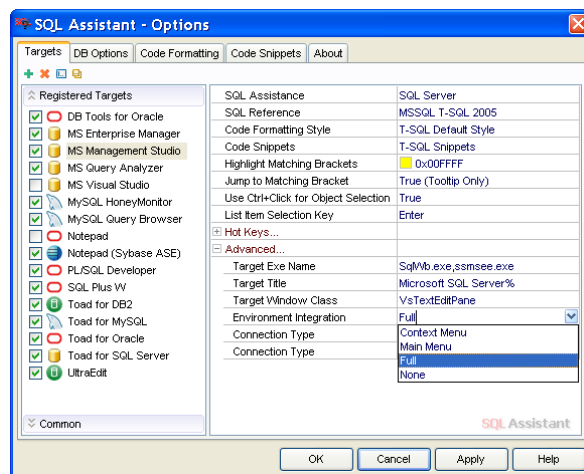 SQL Assistant - Options
Targets DB Options Code Formatting Code Snippets About
Registered Targets
DB Tools for Oracle
MS Enterprise Manager
MS Management Studio
MS Query Analyzer
MS Visual Studio
MySQL HoneyMonitor
MySQL Query Browser
Notepad
Notepad (Sybase ASE)
PL/SQL Developer
SQL Plus W
Toad for DB2
Toad for MySQL
Toad for Oracle
Toad for SQL Server
UltraEdit
Common
SQL Assistance SQL Server
SQL Reference MSSQL T-SQL 2005
Code Formatting Style T-SQL Default Style
Code Snippets T-SQL Snippets
Highlight Matching Brackets 0x00FFFF
Jump to Matching Bracket True (Tooltip Only)
Use Ctrl+Click for Object Selection True
List Item Selection Key Enter
Hot Keys...
Advanced...
Target Exe Name SqlWb.exe,ssmsee.exe
Target Title Microsoft SQL Server%
Target Window Class VsTextEditPane
Environment Integration Full
Connection Type Context Menu
Main Menu
Connection Type Full
None
SQL Assistant
OK Cancel Apply Help